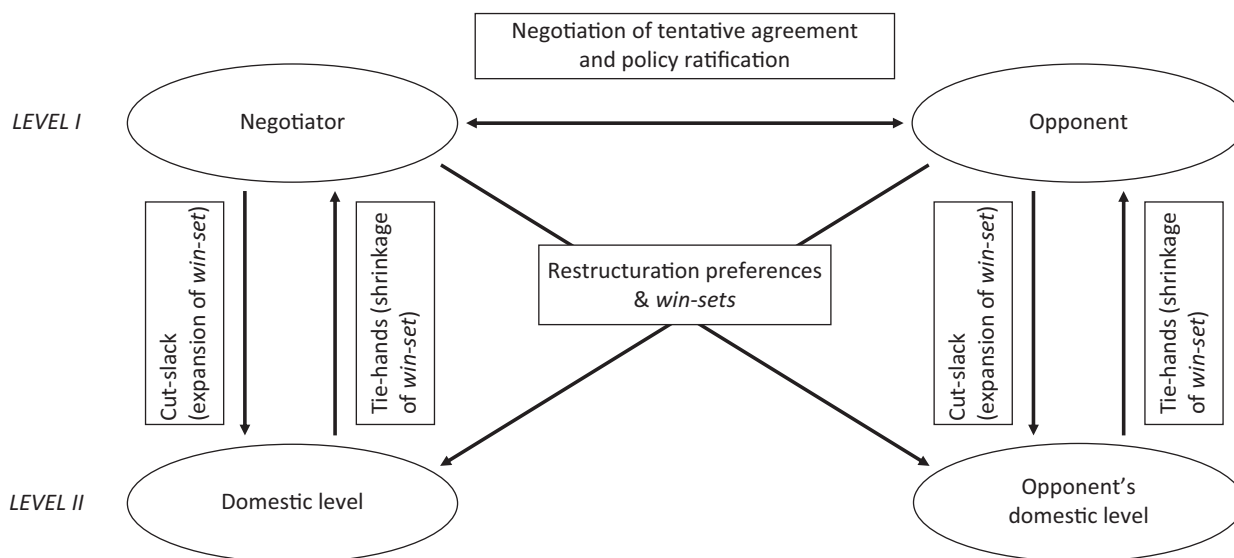 Negotiation of tentative agreement
and policy ratification
LEVEL I
Negotiator
Opponent
Cut-slack
(expansion of win-set)
Tie-hands (shrinkage
of win-set)
Restructuration preferences
& win-sets
Cut-slack
(expansion of win-set)
Tie-hands (shrinkage
of win-set)
LEVEL II
Domestic level
Opponent's
domestic level